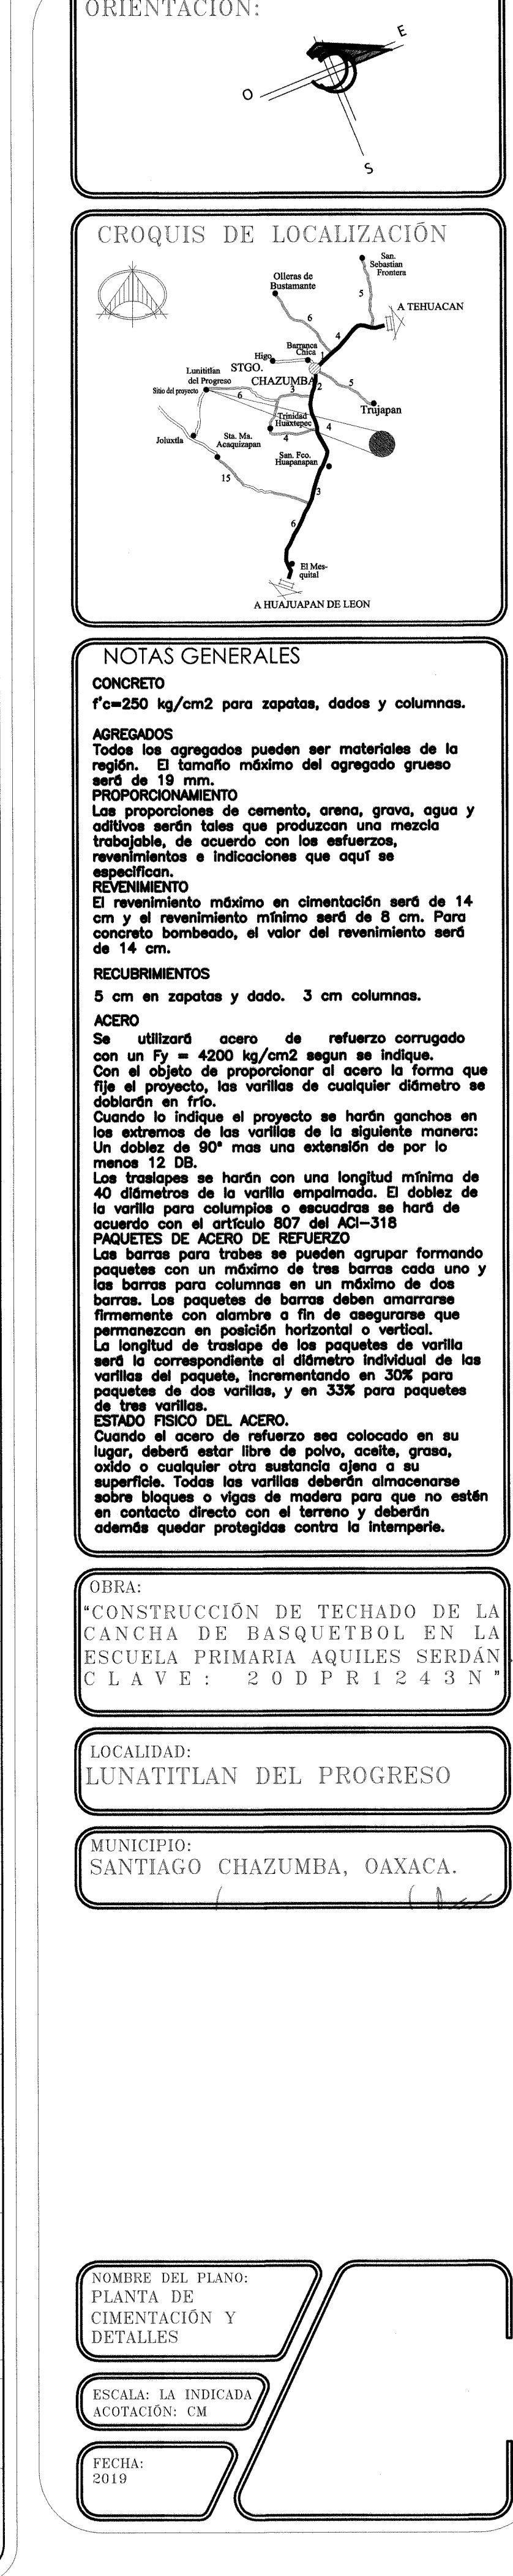 ORIENTACIÓN:
E
O
S
CROQUIS DE LOCALIZACIÓN
San.
Sebastian
Frontera
Olleras de
Bustamante
5
A TEHUACAN
6
4
Barranca
Chica
1
Higo
STGO.
CHAZUMBA
2
5
Lunititlan
del Progreso
Sitio del proyecto
6
3
Trujapan
Trinidad
Huaxtepec
4
4
Joluxtla
Sta. Ma.
Acaquizapan
San. Fco.
Huapanapan
15
3
6
El Mes-
quital
A HUAJUAPAN DE LEON
NOTAS GENERALES
CONCRETO
f'c=250 kg/cm2 para zapatas, dados y columnas.
AGREGADOS
Todos los agregados pueden ser materiales de la
región. El tamaño máximo del agregado grueso
será de 19 mm.
PROPORCIONAMIENTO
Las proporciones de cemento, arena, grava, agua y
aditivos serán tales que produzcan una mezcla
trabajable, de acuerdo con los esfuerzos,
revenimientos e indicaciones que aquí se
especifican.
REVENIMIENTO
El revenimiento máximo en cimentación será de 14
cm y el revenimiento mínimo será de 8 cm. Para
concreto bombeado, el valor del revenimiento será
de 14 cm.
RECUBRIMIENTOS
5 cm en zapatas y dado. 3 cm columnas.
ACERO
Se utilizará acero de refuerzo corrugado
con un Fy = 4200 kg/cm2 segun se indique.
Con el objeto de proporcionar al acero la forma que
fije el proyecto, las varillas de cualquier diámetro se
doblarán en frío.
Cuando lo indique el proyecto se harán ganchos en
los extremos de las varillas de la siguiente manera:
Un doblez de 90° mas una extensión de por lo
menos 12 DB.
Los traslapes se harán con una longitud mínima de
40 diámetros de la varilla empalmada. El doblez de
la varilla para columpios o escuadras se hará de
acuerdo con el artículo 807 del ACI-318
PAQUETES DE ACERO DE REFUERZO
Las barras para trabes se pueden agrupar formando
paquetes con un máximo de tres barras cada uno y
las barras para columnas en un máximo de dos
barras. Los paquetes de barras deben amarrarse
firmemente con alambre a fin de asegurarse que
permanezcan en posición horizontal o vertical.
La longitud de traslape de los paquetes de varilla
será la correspondiente al diámetro individual de las
varillas del paquete, incrementando en 30% para
paquetes de dos varillas, y en 33% para paquetes
de tres varillas.
ESTADO FISICO DEL ACERO.
Cuando el acero de refuerzo sea colocado en su
lugar, deberá estar libre de polvo, aceite, grasa,
oxido o cualquier otra sustancia ajena a su
superficie. Todas las varillas deberán almacenarse
sobre bloques o vigas de madera para que no estén
en contacto directo con el terreno y deberán
además quedar protegidas contra la intemperie.
OBRA:
"CONSTRUCCIÓN DE TECHADO DE LA
CANCHA DE BASQUETBOL EN LA
ESCUELA PRIMARIA AQUILES SERDÁN
CLAVE: 20DPR1243N"
LOCALIDAD:
LUNATITLAN DEL PROGRESO
MUNICIPIO:
SANTIAGO CHAZUMBA, OAXACA.
NOMBRE DEL PLANO:
PLANTA DE
CIMENTACIÓN Y
DETALLES
ESCALA: LA INDICADA
ACOTACIÓN: CM
FECHA:
2019